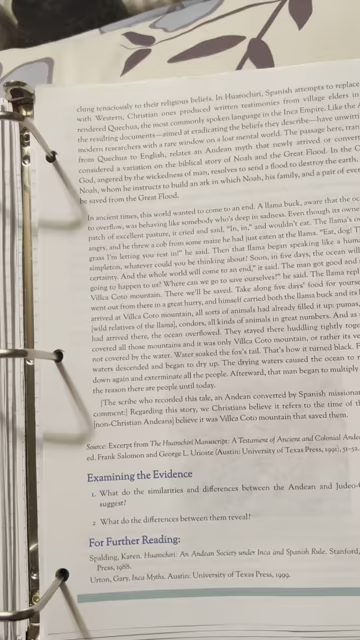 clung tenaciously to their religious beliefs. In Huarochirí, Spanish attempts to replace
with Western, Christian ones produced written testimonies from village elders in
rendered Quechua, the most commonly spoken language in the Inca Empire. Like the A
the resulting documents—aimed at eradicating the beliefs they describe—have unwitti
modern researchers with a rare window on a lost mental world. The passage here, trans
from Quechua to English, relates an Andean myth that newly arrived or convert
considered a variation on the biblical story of Noah and the Great Flood. In the C
God, angered by the wickedness of man, resolves to send a flood to destroy the earth.
Noah, whom he instructs to build an ark in which Noah, his family, and a pair of ever
be saved from the Great Flood.
In ancient times, this world wanted to come to an end. A llama buck, aware that the oc
to overflow, was behaving like somebody who's deep in sadness. Even though its owne
patch of excellent pasture, it cried and said, "In, in," and wouldn't eat. The llama's
angry, and he threw a cob from some maize he had just eaten at the llama. "Eat, dog! T
grass I'm letting you rest in!" he said. Then that llama began speaking like a huma
simpleton, whatever could you be thinking about? Soon, in five days, the ocean wil
certainty. And the whole world will come to an end," it said. The man got good and
going to happen to us? Where can we go to save ourselves?" he said. The llama repl
Villca Coto mountain. There we'll be saved. Take along five days' food for yourse
went out from there in a great hurry, and himself carried both the llama buck and its l
arrived at Villca Coto mountain, all sorts of animals had already filled it up: pumas,
[wild relatives of the llama], condors, all kinds of animals in great numbers. And as
had arrived there, the ocean overflowed. They stayed there huddling tightly toge
covered all those mountains and it was only Villca Coto mountain, or rather its ve
not covered by the water. Water soaked the fox's tail. That's how it turned black. F
waters descended and began to dry up. The drying waters caused the ocean to r
down again and exterminate all the people. Afterward, that man began to multiply
the reason there are people until today.
[The scribe who recorded this tale, an Andean converted by Spanish missionar
comment:] Regarding this story, we Christians believe it refers to the time of th
[non-Christian Andeans] believe it was Villca Coto mountain that saved them.
Source: Excerpt from The Huarochirí Manuscript: A Testament of Ancient and Colonial Ande
ed. Frank Salomon and George L. Urioste (Austin: University of Texas Press, 1991), 51–52.
Examining the Evidence
1. What do the similarities and differences between the Andean and Judeo-
suggest?
2. What do the differences between them reveal?
For Further Reading:
Spalding, Karen. Huarochirí: An Andean Society under Inca and Spanish Rule. Stanford,
Press, 1988.
Urton, Gary. Inca Myths. Austin: University of Texas Press, 1999.